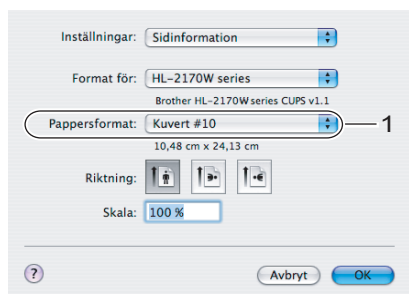 Inställningar: Sidinformation
Format för: HL-2170W series
Brother HL-2170W series CUPS v1.1
Pappersformat: Kuvert #10 1
10,48 cm x 24,13 cm
Riktning:
Skala: 100 %
? Avbryt OK